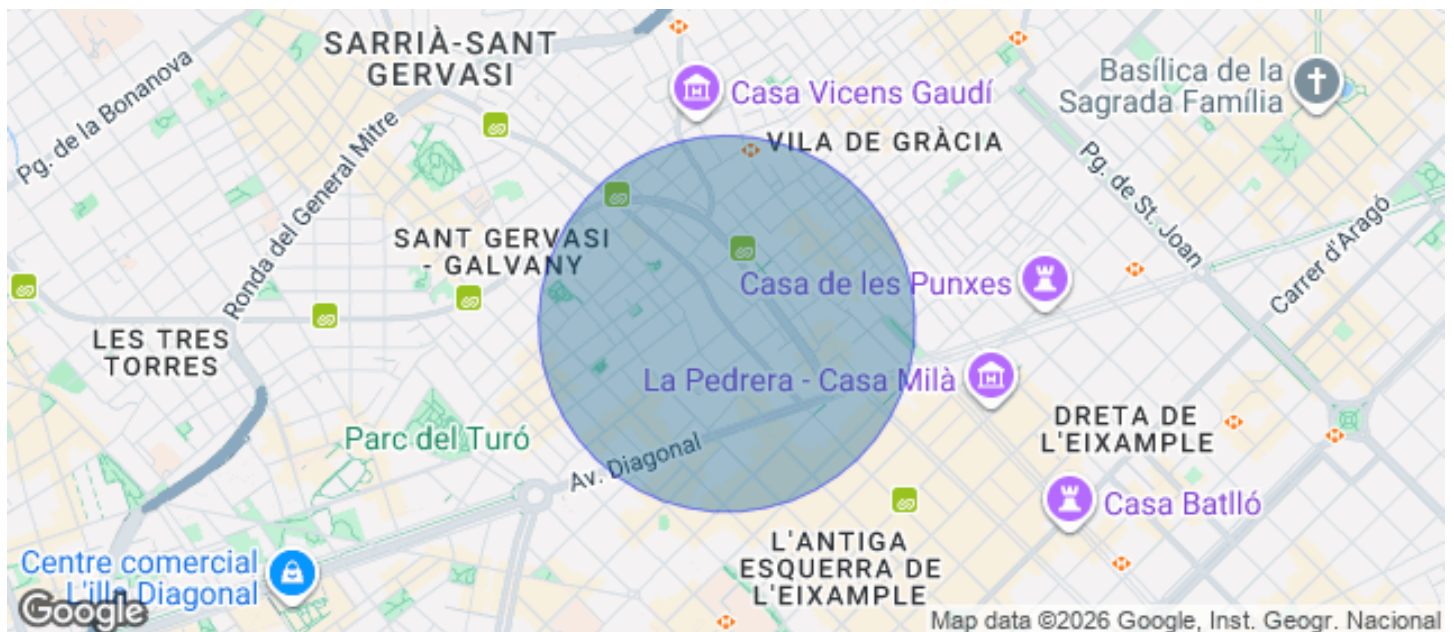 SARRIÀ-SANT
GERVASI
Pg. de la Bonanova
Casa Vicens Gaudí
Basílica de la
Sagrada Família
VILA DE GRÀCIA
Ronda del General Mitre
Pg. de St. Joan
SANT GERVASI
- GALVANY
Casa de les Punxes
Carrer d'Aragó
LES TRES
TORRES
La Pedrera - Casa Milà
DRETA DE
L'EIXAMPLE
Parc del Turó
Av. Diagonal
Casa Batlló
L'ANTIGA
ESQUERRA DE
L'EIXAMPLE
Centre comercial
L'illa Diagonal
Google
Map data ©2026 Google, Inst. Geogr. Nacional